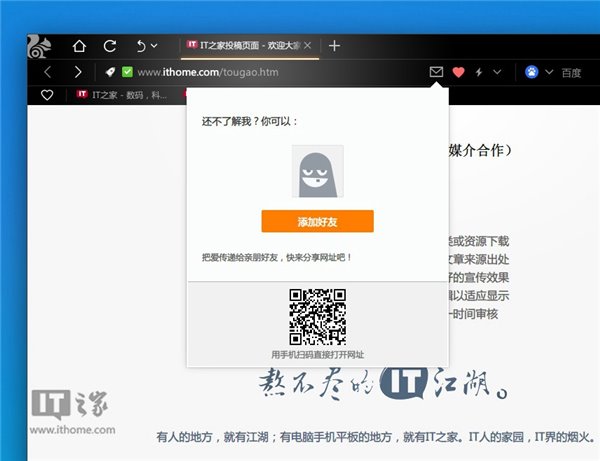 IT之家投稿页面 - 欢迎大家
www.ithome.com/tougao.htm
百度
IT之家 - 数码，科...
还不了解我？你可以：
媒介合作）
添加好友
类或资源下载
文章来源出处
把爱传递给亲朋好友，快来分享网址吧！
好的宣传效果
辑以适应显示
一时间审核
用手机扫码直接打开网址
熬不尽的IT江湖。
IT之家
www.ithome.com
有人的地方，就有江湖；有电脑手机平板的地方，就有IT之家。IT人的家园，IT界的烟火。